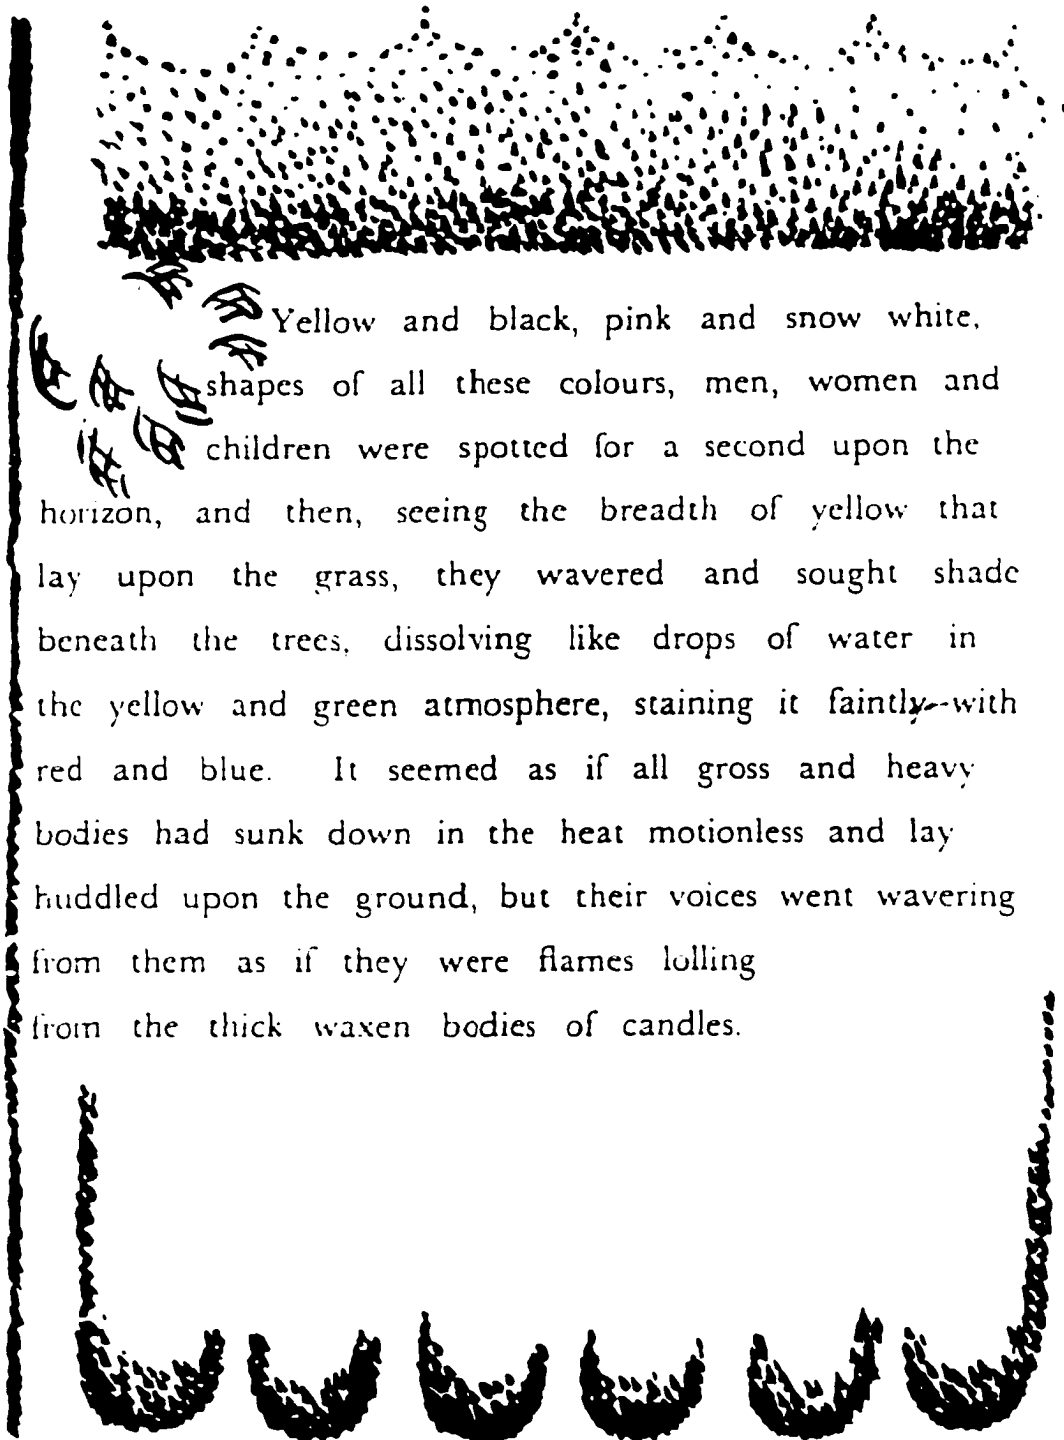 Yellow and black, pink and snow white,
shapes of all these colours, men, women and
children were spotted for a second upon the
horizon, and then, seeing the breadth of yellow that
lay upon the grass, they wavered and sought shade
beneath the trees, dissolving like drops of water in
the yellow and green atmosphere, staining it faintly with
red and blue. It seemed as if all gross and heavy
bodies had sunk down in the heat motionless and lay
huddled upon the ground, but their voices went wavering
from them as if they were flames lolling
from the thick waxen bodies of candles.